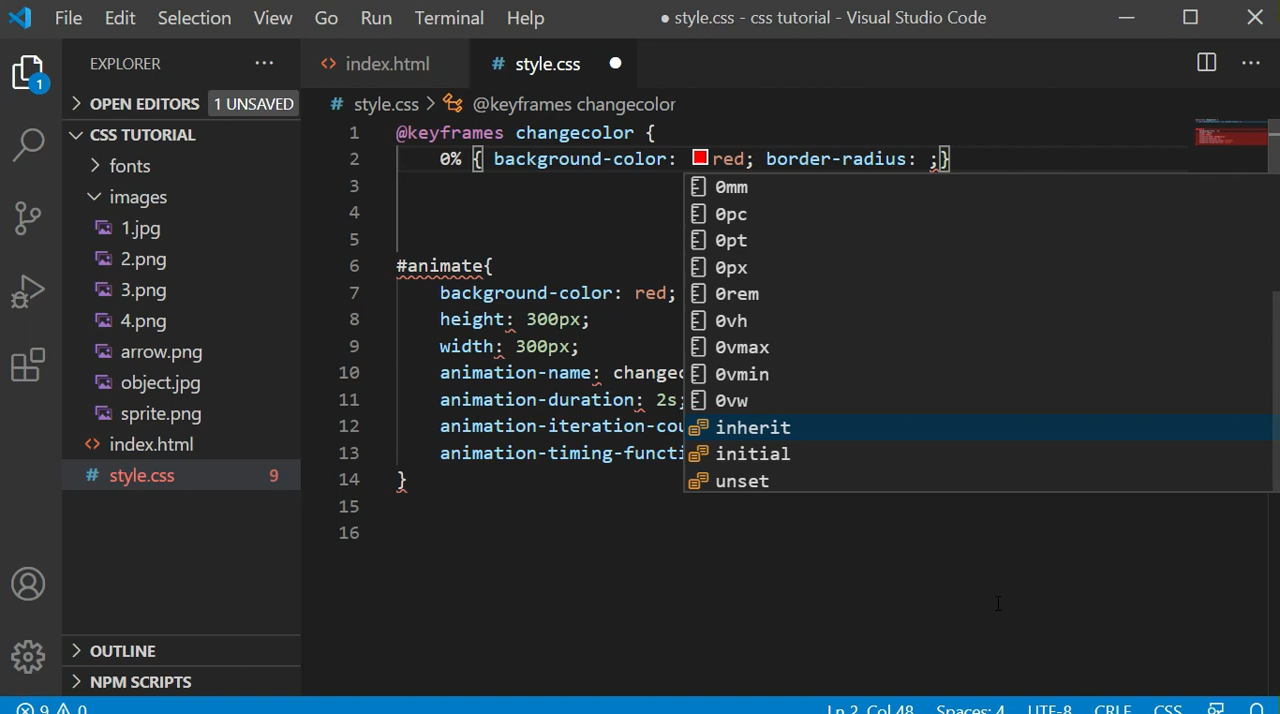 File Edit Selection View Go Run Terminal Help ● style.css - css tutorial - Visual Studio Code
EXPLORER ··· index.html # style.css
1
OPEN EDITORS 1 UNSAVED
# style.css > @keyframes changecolor
CSS TUTORIAL
fonts
images
1.jpg
2.png
3.png
4.png
arrow.png
object.jpg
sprite.png
<> index.html
# style.css 9
OUTLINE
NPM SCRIPTS
1 @keyframes changecolor {
2 0% { background-color: red; border-radius: ;}
3
4
5
6 #animate{
7 background-color: red;
8 height: 300px;
9 width: 300px;
10 animation-name: changec
11 animation-duration: 2s;
12 animation-iteration-cou
13 animation-timing-functi
14 }
15
16
0mm
0pc
0pt
0px
0rem
0vh
0vmax
0vmin
0vw
inherit
initial
unset
9 0 Ln 2, Col 48 Spaces: 4 UTF-8 CRLF CSS